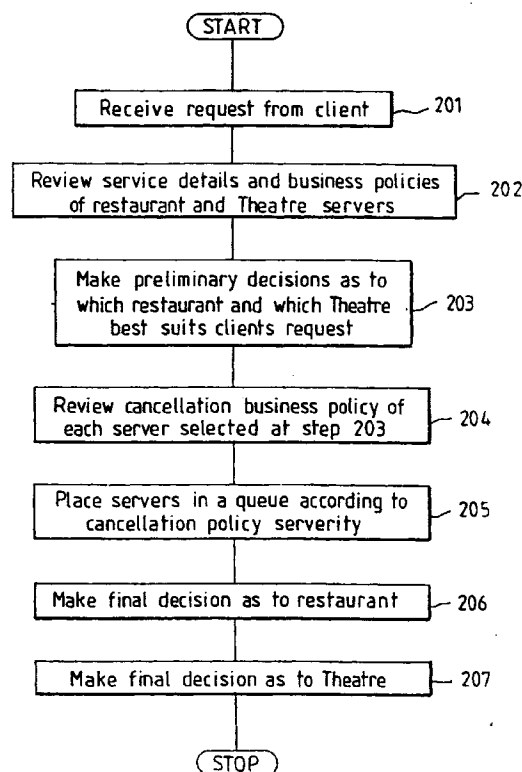 START
Receive request from client
201
Review service details and business policies
of restaurant and Theatre servers
202
Make preliminary decisions as to
which restaurant and which Theatre
best suits clients request
203
Review cancellation business policy of
each server selected at step 203
204
Place servers in a queue according to
cancellation policy serverity
205
Make final decision as to restaurant
206
Make final decision as to Theatre
207
STOP